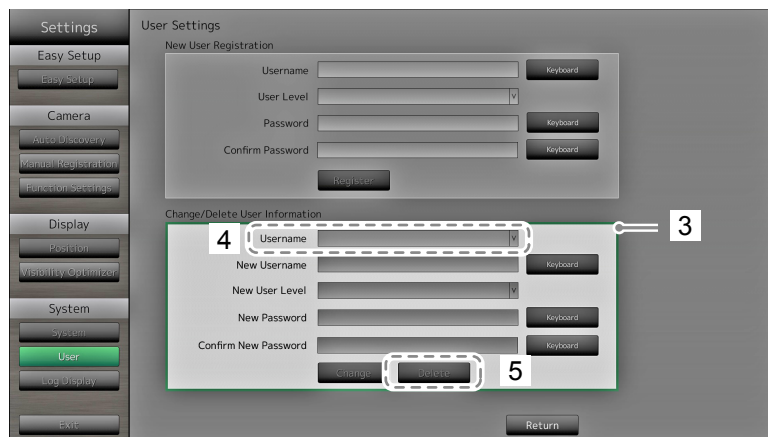 Settings
Easy Setup
Easy Setup
Camera
Auto Discovery
Manual Registration
Function Settings
Display
Position
Visibility Optimizer
System
System
User
Log Display
Exit
User Settings
New User Registration
Username
Keyboard
User Level
v
Password
Keyboard
Confirm Password
Keyboard
Register
Change/Delete User Information
3
4
Username
v
New Username
Keyboard
New User Level
v
New Password
Keyboard
Confirm New Password
Keyboard
Change
Delete
5
Return